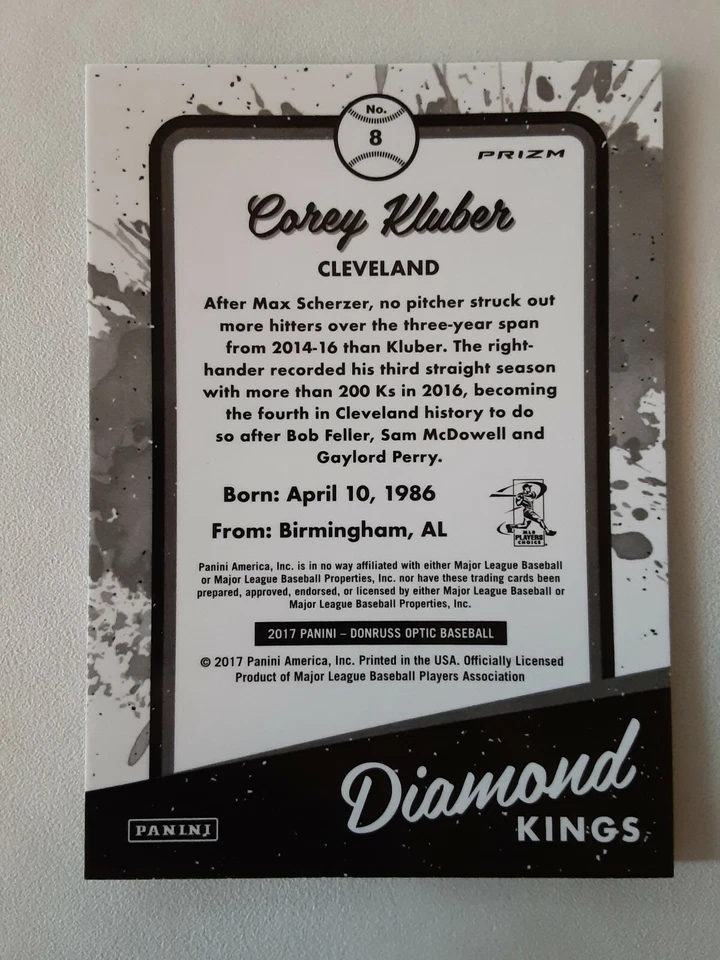 No.
8
PRIZM
Corey Kluber
CLEVELAND
After Max Scherzer, no pitcher struck out
more hitters over the three-year span
from 2014-16 than Kluber. The right-
hander recorded his third straight season
with more than 200 Ks in 2016, becoming
the fourth in Cleveland history to do
so after Bob Feller, Sam McDowell and
Gaylord Perry.
Born: April 10, 1986
From: Birmingham, AL
MLB
PLAYERS
CHOICE
Panini America, Inc. is in no way affiliated with either Major League Baseball
or Major League Baseball Properties, Inc. nor have these trading cards been
prepared, approved, endorsed, or licensed by either Major League Baseball or
Major League Baseball Properties, Inc.
2017 PANINI – DONRUSS OPTIC BASEBALL
© 2017 Panini America, Inc. Printed in the USA. Officially Licensed
Product of Major League Baseball Players Association
Diamond
KINGS
PANINI